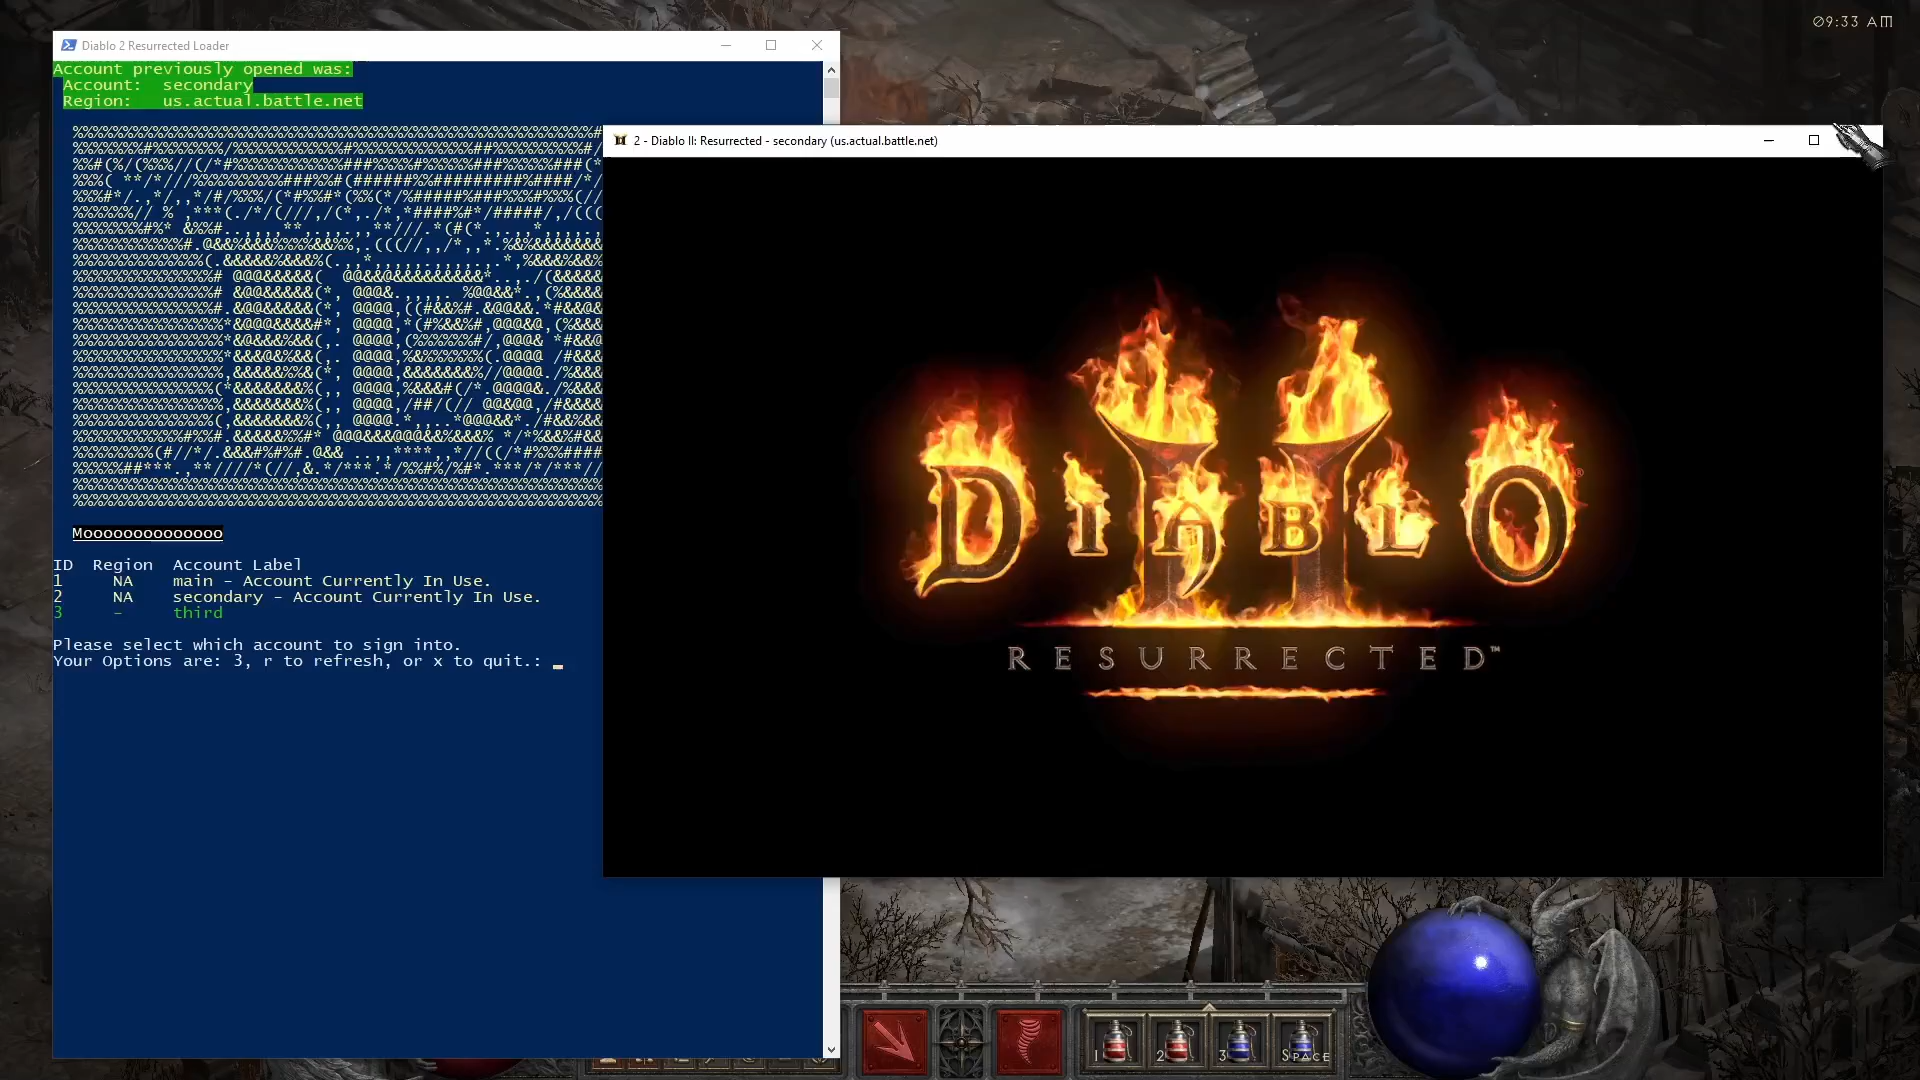 09:33 AM
Diablo 2 Resurrected Loader
Account previously opened was:
Account: secondary
Region: us.actual.battle.net
2 - Diablo II: Resurrected - secondary (us.actual.battle.net)
DIABLO®
RESURRECTED™
Moooooooooooooo
ID Region Account Label
1 NA main - Account Currently In Use.
2 NA secondary - Account Currently In Use.
3 - third
Please select which account to sign into.
Your Options are: 3, r to refresh, or x to quit.:
1 2 3 SPACE